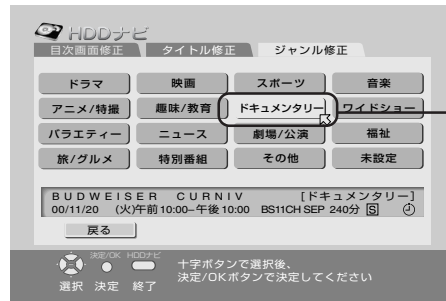 HDDナビ
目次画面修正 タイトル修正 ジャンル修正
ドラマ 映画 スポーツ 音楽
アニメ/特撮 趣味/教育 ドキュメンタリー ワイドショー
バラエティー ニュース 劇場/公演 福祉
旅/グルメ 特別番組 その他 未設定
BUDWEISER CURNIV [ドキュメンタリー]
00/11/20 (火)午前10:00–午後10:00 BS11CH SEP 240分 S
戻る
決定/OK HDDナビ
十字ボタンで選択後、
決定/OKボタンで決定してください
選択 決定 終了